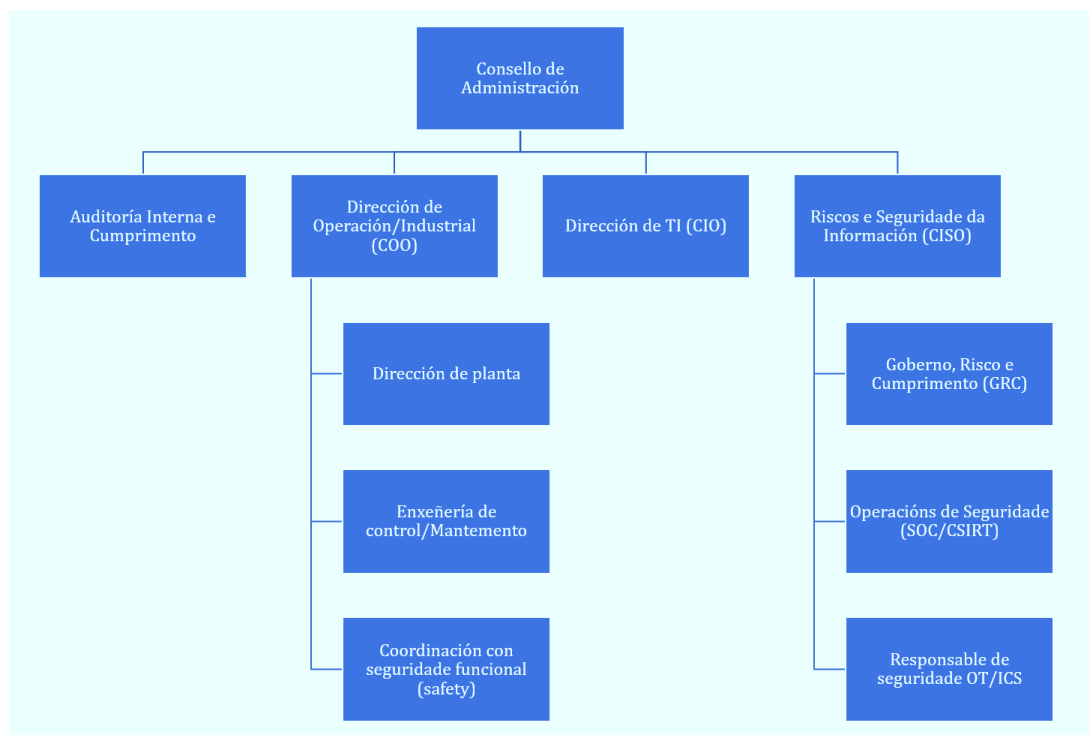 Consello de
Administración
Auditoría Interna e
Cumprimento
Dirección de
Operación/Industrial
(COO)
Dirección de TI (CIO)
Riscos e Seguridade da
Información (CISO)
Dirección de planta
Goberno, Risco e
Cumprimento (GRC)
Enxeñería de
control/Mantemento
Operacións de Seguridade
(SOC/CSIRT)
Coordinación con
seguridade funcional
(safety)
Responsable de
seguridade OT/ICS